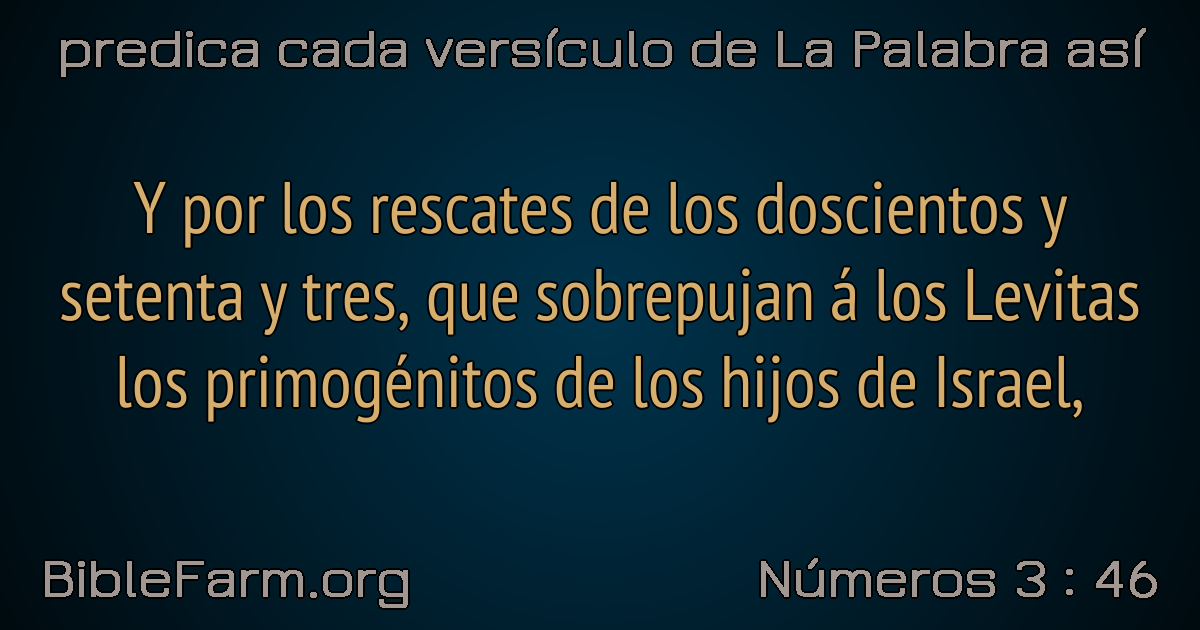 predica cada versículo de La Palabra así
Y por los rescates de los doscientos y
setenta y tres, que sobrepujan á los Levitas
los primogénitos de los hijos de Israel,
BibleFarm.org
Números 3 : 46